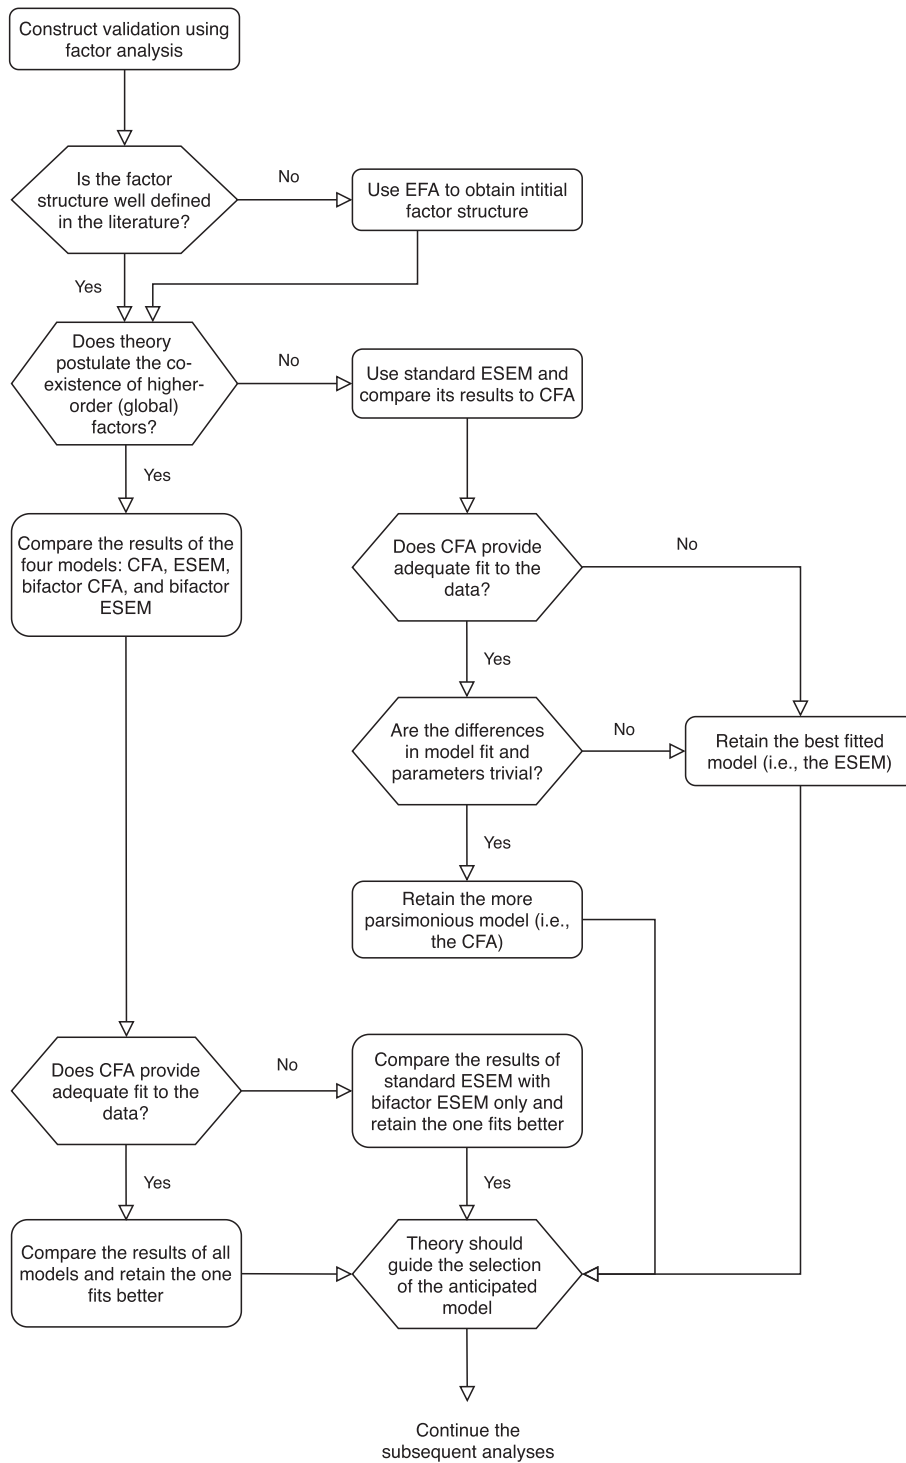 Construct validation using
factor analysis
Is the factor
structure well defined
in the literature?
No
Use EFA to obtain intitial
factor structure
Yes
Does theory
postulate the co-
existence of higher-
order (global)
factors?
No
Use standard ESEM and
compare its results to CFA
Yes
Compare the results of the
four models: CFA, ESEM,
bifactor CFA, and bifactor
ESEM
Does CFA provide
adequate fit to the
data?
No
Yes
Are the differences
in model fit and
parameters trivial?
No
Retain the best fitted
model (i.e., the ESEM)
Yes
Retain the more
parsimonious model (i.e.,
the CFA)
Does CFA provide
adequate fit to the
data?
No
Compare the results of
standard ESEM with
bifactor ESEM only and
retain the one fits better
Yes
Yes
Compare the results of all
models and retain the one
fits better
Theory should
guide the selection
of the anticipated
model
Continue the
subsequent analyses